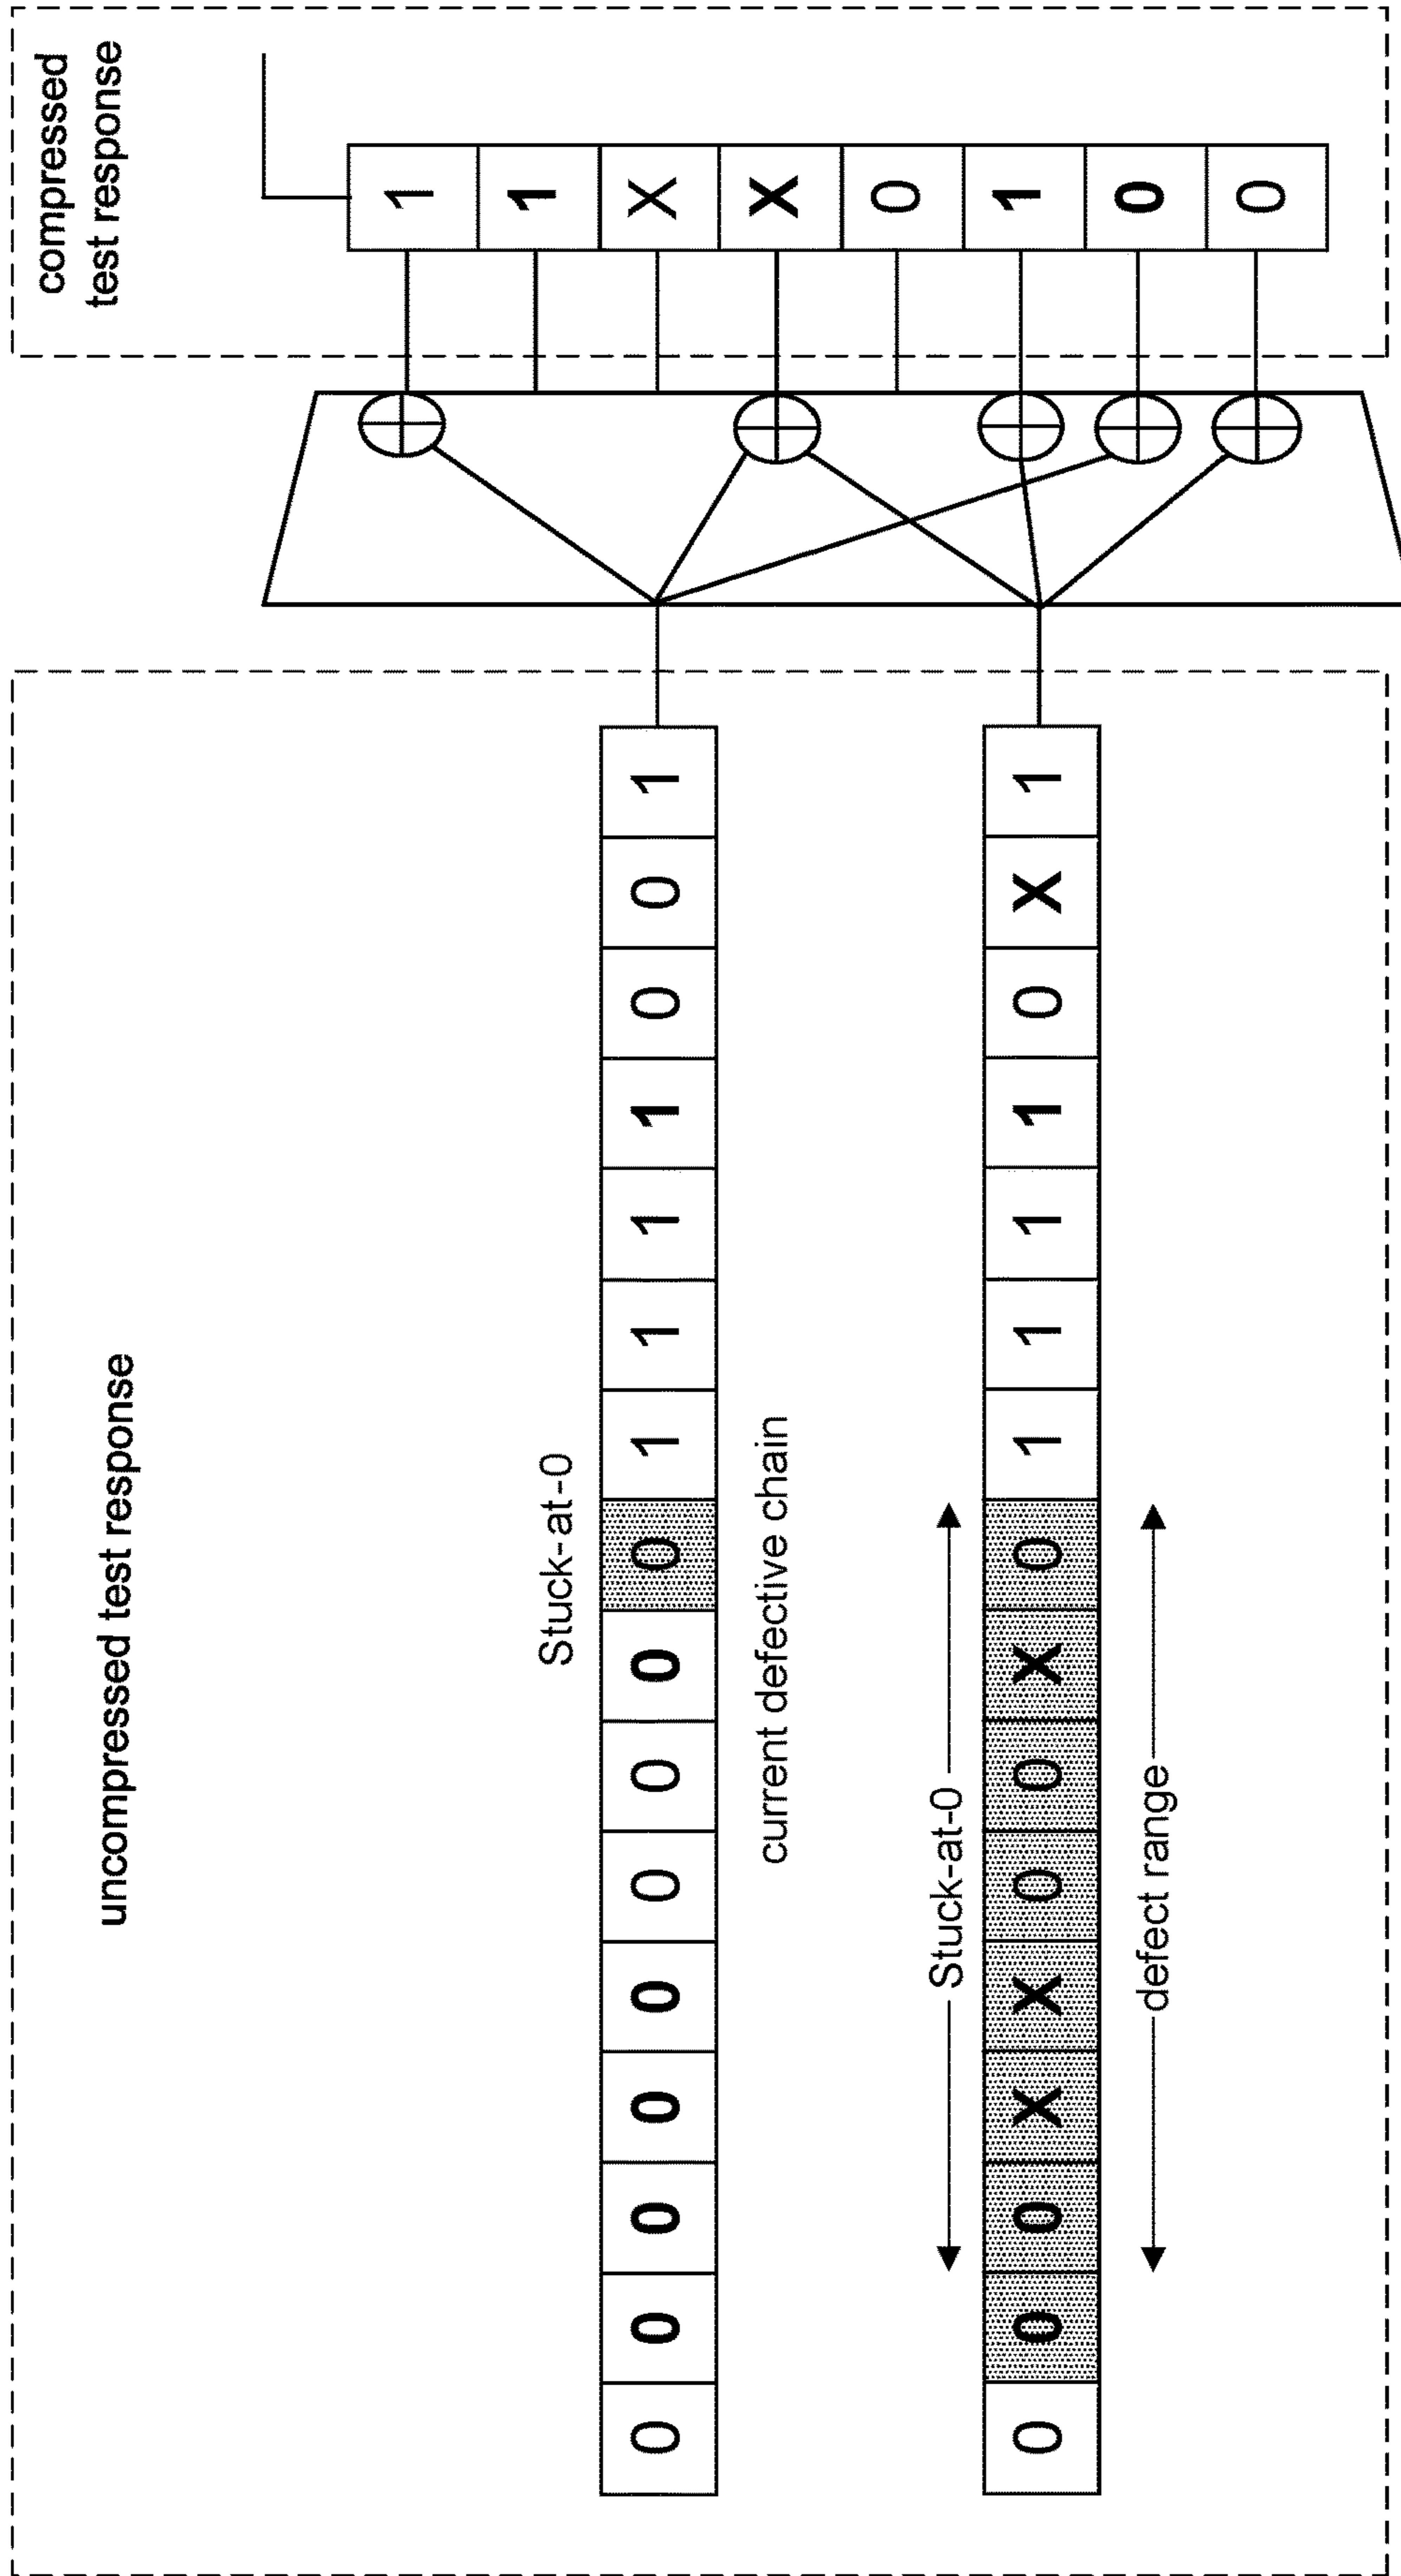 uncompressed test response
compressed
test response
Stuck-at-0
0 0 0 0 0 0 0 0 0 1 1 1 1 0 0 1
current defective chain
Stuck-at-0
0 0 0 X X 0 0 X 0 1 1 1 1 0 X 1
defect range
1
1
X
X
0
1
0
0